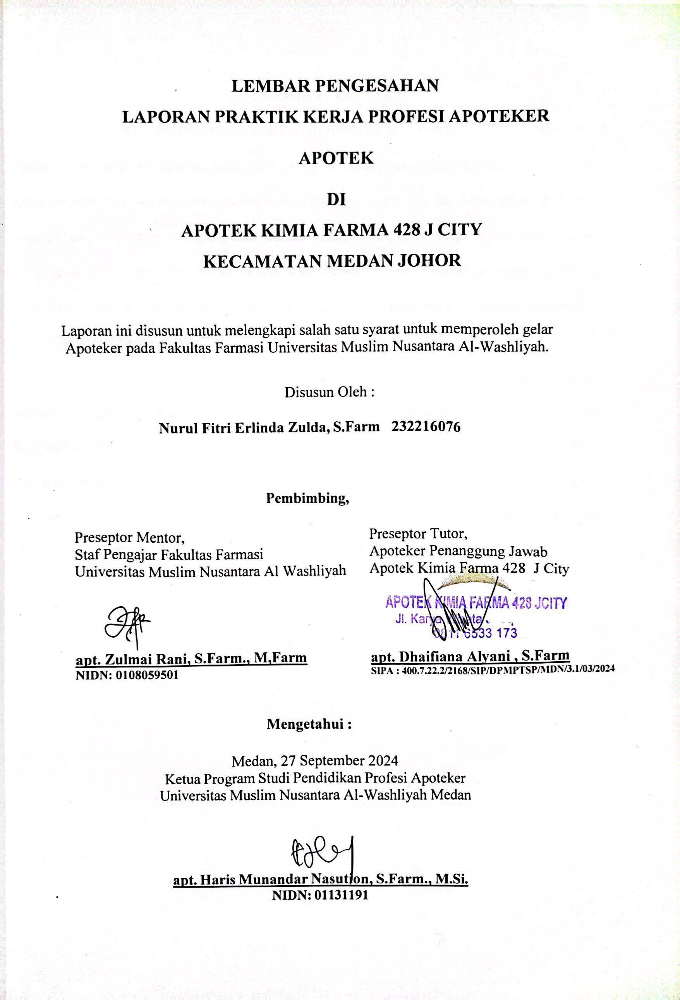 LEMBAR PENGESAHAN
LAPORAN PRAKTIK KERJA PROFESI APOTEKER
APOTEK
DI
APOTEK KIMIA FARMA 428 J CITY
KECAMATAN MEDAN JOHOR
Laporan ini disusun untuk melengkapi salah satu syarat untuk memperoleh gelar
Apoteker pada Fakultas Farmasi Universitas Muslim Nusantara Al-Washliyah.
Disusun Oleh :
Nurul Fitri Erlinda Zulda, S.Farm 232216076
Pembimbing,
Preseptor Mentor,
Staf Pengajar Fakultas Farmasi
Universitas Muslim Nusantara Al Washliyah
apt. Zulmai Rani, S.Farm., M,Farm
NIDN: 0108059501
Preseptor Tutor,
Apoteker Penanggung Jawab
Apotek Kimia Farma 428 J City
APOTEK KIMIA FARMA 428 JCITY
Jl. Karya
0811 6533 173
apt. Dhaifiana Alyani , S.Farm
SIPA : 400.7.22.2/2168/SIP/DPMPTSP/MDN/3.1/03/2024
Mengetahui :
Medan, 27 September 2024
Ketua Program Studi Pendidikan Profesi Apoteker
Universitas Muslim Nusantara Al-Washliyah Medan
apt. Haris Munandar Nasution, S.Farm., M.Si.
NIDN: 01131191